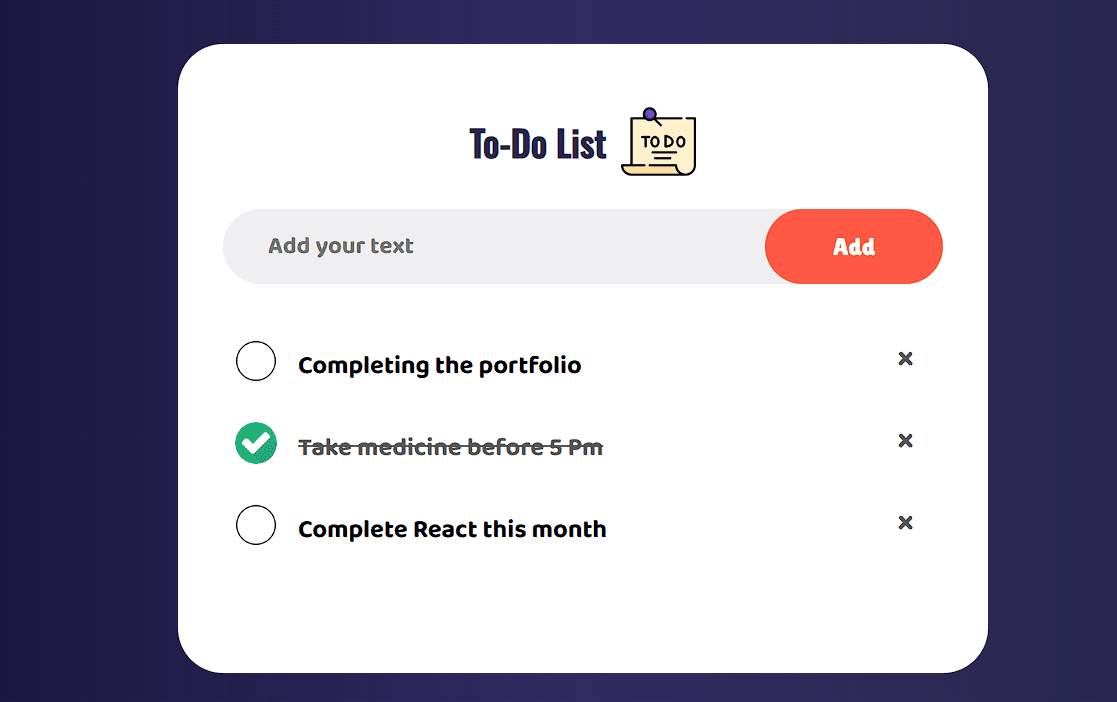 To-Do List
TO DO
Add your text
Add
Completing the portfolio
Take medicine before 5 Pm
Complete React this month